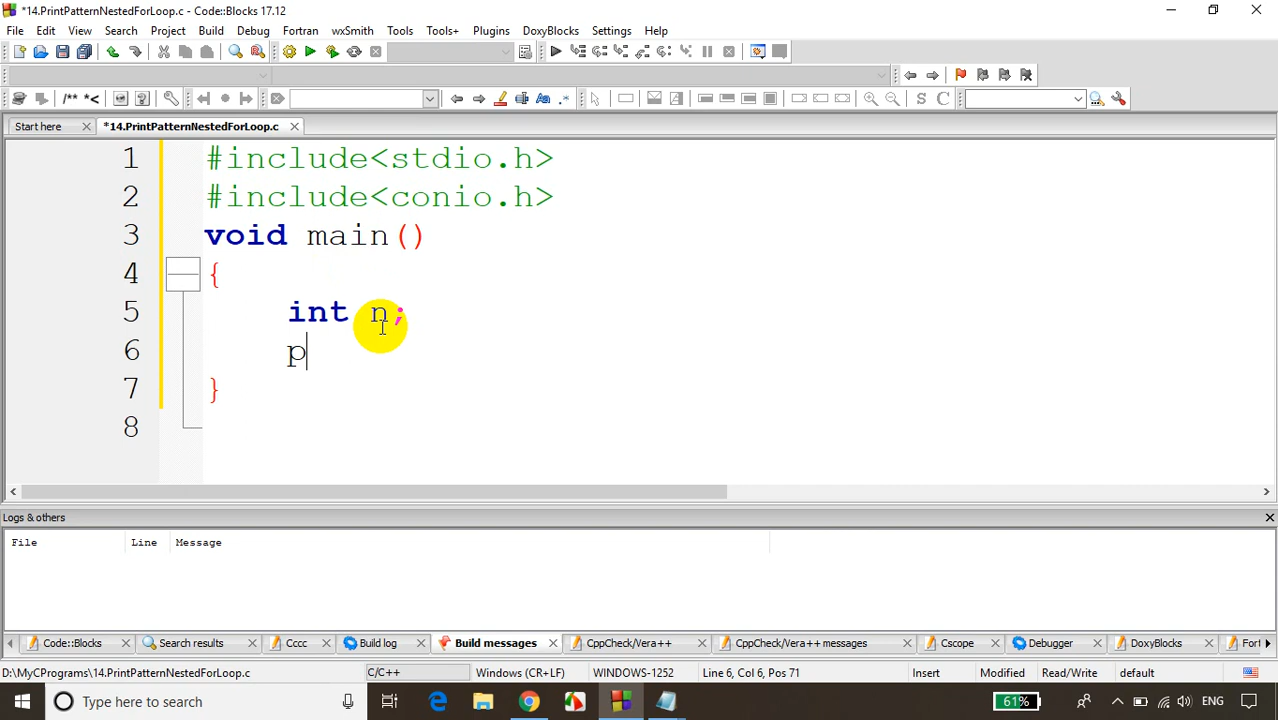 *14.PrintPatternNestedForLoop.c - Code::Blocks 17.12
File Edit View Search Project Build Debug Fortran wxSmith Tools Tools+ Plugins DoxyBlocks Settings Help
/** *< S C
Start here *14.PrintPatternNestedForLoop.c
1 #include<stdio.h>
2 #include<conio.h>
3 void main()
4 {
5 int n;
6 p
7 }
8
Logs & others
File Line Message
Code::Blocks Search results Cccc Build log Build messages CppCheck/Vera++ CppCheck/Vera++ messages Cscope Debugger DoxyBlocks Fort
D:\MyCPrograms\14.PrintPatternNestedForLoop.c C/C++ Windows (CR+LF) WINDOWS-1252 Line 6, Col 6, Pos 71 Insert Modified Read/Write default
Type here to search 61% ENG